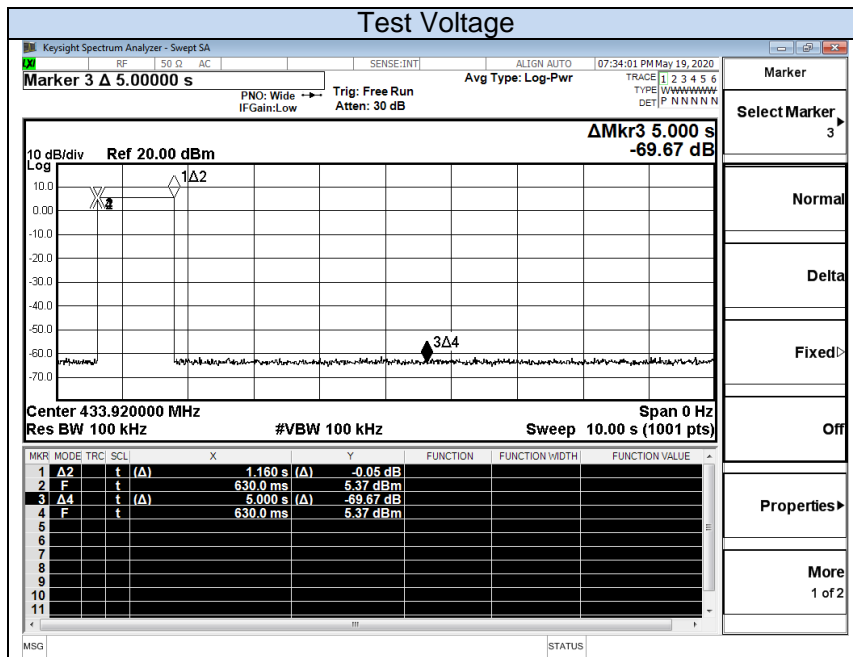 Test Voltage
Keysight Spectrum Analyzer - Swept SA
LXI RF 50 Ω AC SENSE:INT ALIGN AUTO 07:34:01 PM May 19, 2020
Marker 3 Δ 5.00000 s
PNO: Wide
IFGain:Low
Trig: Free Run
Atten: 30 dB
Avg Type: Log-Pwr
TRACE 1 2 3 4 5 6
TYPE WWWWWW
DET P N N N N N
ΔMkr3 5.000 s
-69.67 dB
10 dB/div Ref 20.00 dBm
Log
10.0
0.00
-10.0
-20.0
-30.0
-40.0
-50.0
-60.0
-70.0
1Δ2
3Δ4
Center 433.920000 MHz Span 0 Hz
Res BW 100 kHz #VBW 100 kHz Sweep 10.00 s (1001 pts)
MKR MODE TRC SCL X Y FUNCTION FUNCTION WIDTH FUNCTION VALUE
1 Δ2 t (Δ) 1.160 s (Δ) -0.05 dB
2 F t 630.0 ms 5.37 dBm
3 Δ4 t (Δ) 5.000 s (Δ) -69.67 dB
4 F t 630.0 ms 5.37 dBm
5
6
7
8
9
10
11
MSG STATUS
Marker
Select Marker
3
Normal
Delta
Fixed
Off
Properties
More
1 of 2